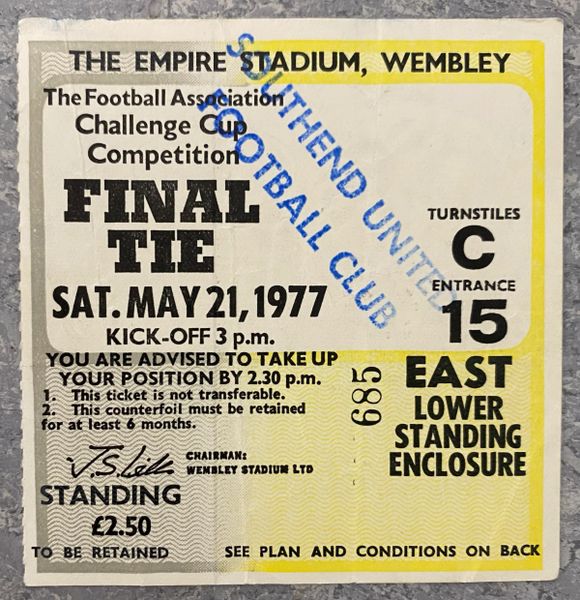 THE EMPIRE STADIUM, WEMBLEY
The Football Association
Challenge Cup
Competition
FINAL
TIE
SAT. MAY 21, 1977
KICK-OFF 3 p.m.
SOUTHEND UNITED
FOOTBALL CLUB
TURNSTILES
C
ENTRANCE
15
YOU ARE ADVISED TO TAKE UP
YOUR POSITION BY 2.30 p.m.
1. This ticket is not transferable.
2. This counterfoil must be retained
for at least 6 months.
685
EAST
LOWER
STANDING
ENCLOSURE
CHAIRMAN:
WEMBLEY STADIUM LTD
STANDING
£2.50
TO BE RETAINED
SEE PLAN AND CONDITIONS ON BACK